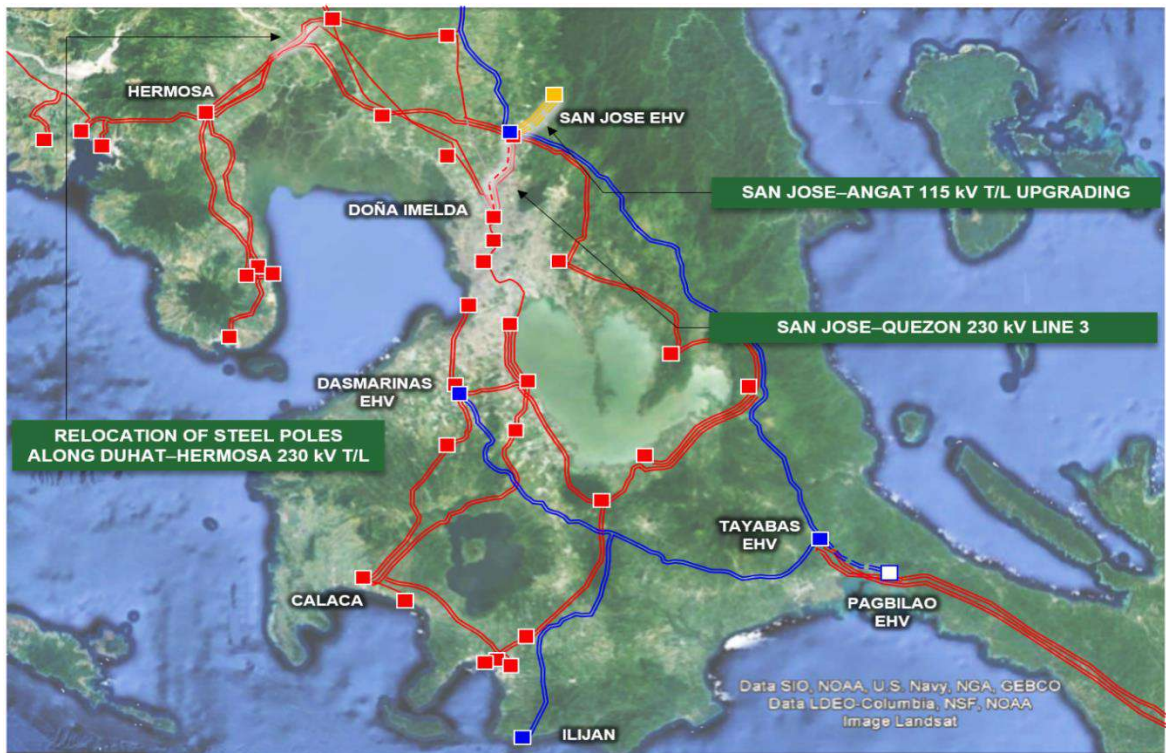 HERMOSA
SAN JOSE EHV
SAN JOSE–ANGAT 115 kV T/L UPGRADING
DOÑA IMELDA
SAN JOSE–QUEZON 230 kV LINE 3
DASMARINAS
EHV
RELOCATION OF STEEL POLES
ALONG DUHAT–HERMOSA 230 kV T/L
TAYABAS
EHV
CALACA
PAGBILAO
EHV
Data SIO, NOAA, U.S. Navy, NGA, GEBCO
Data LDEO-Columbia, NSF, NOAA
Image Landsat
ILIJAN